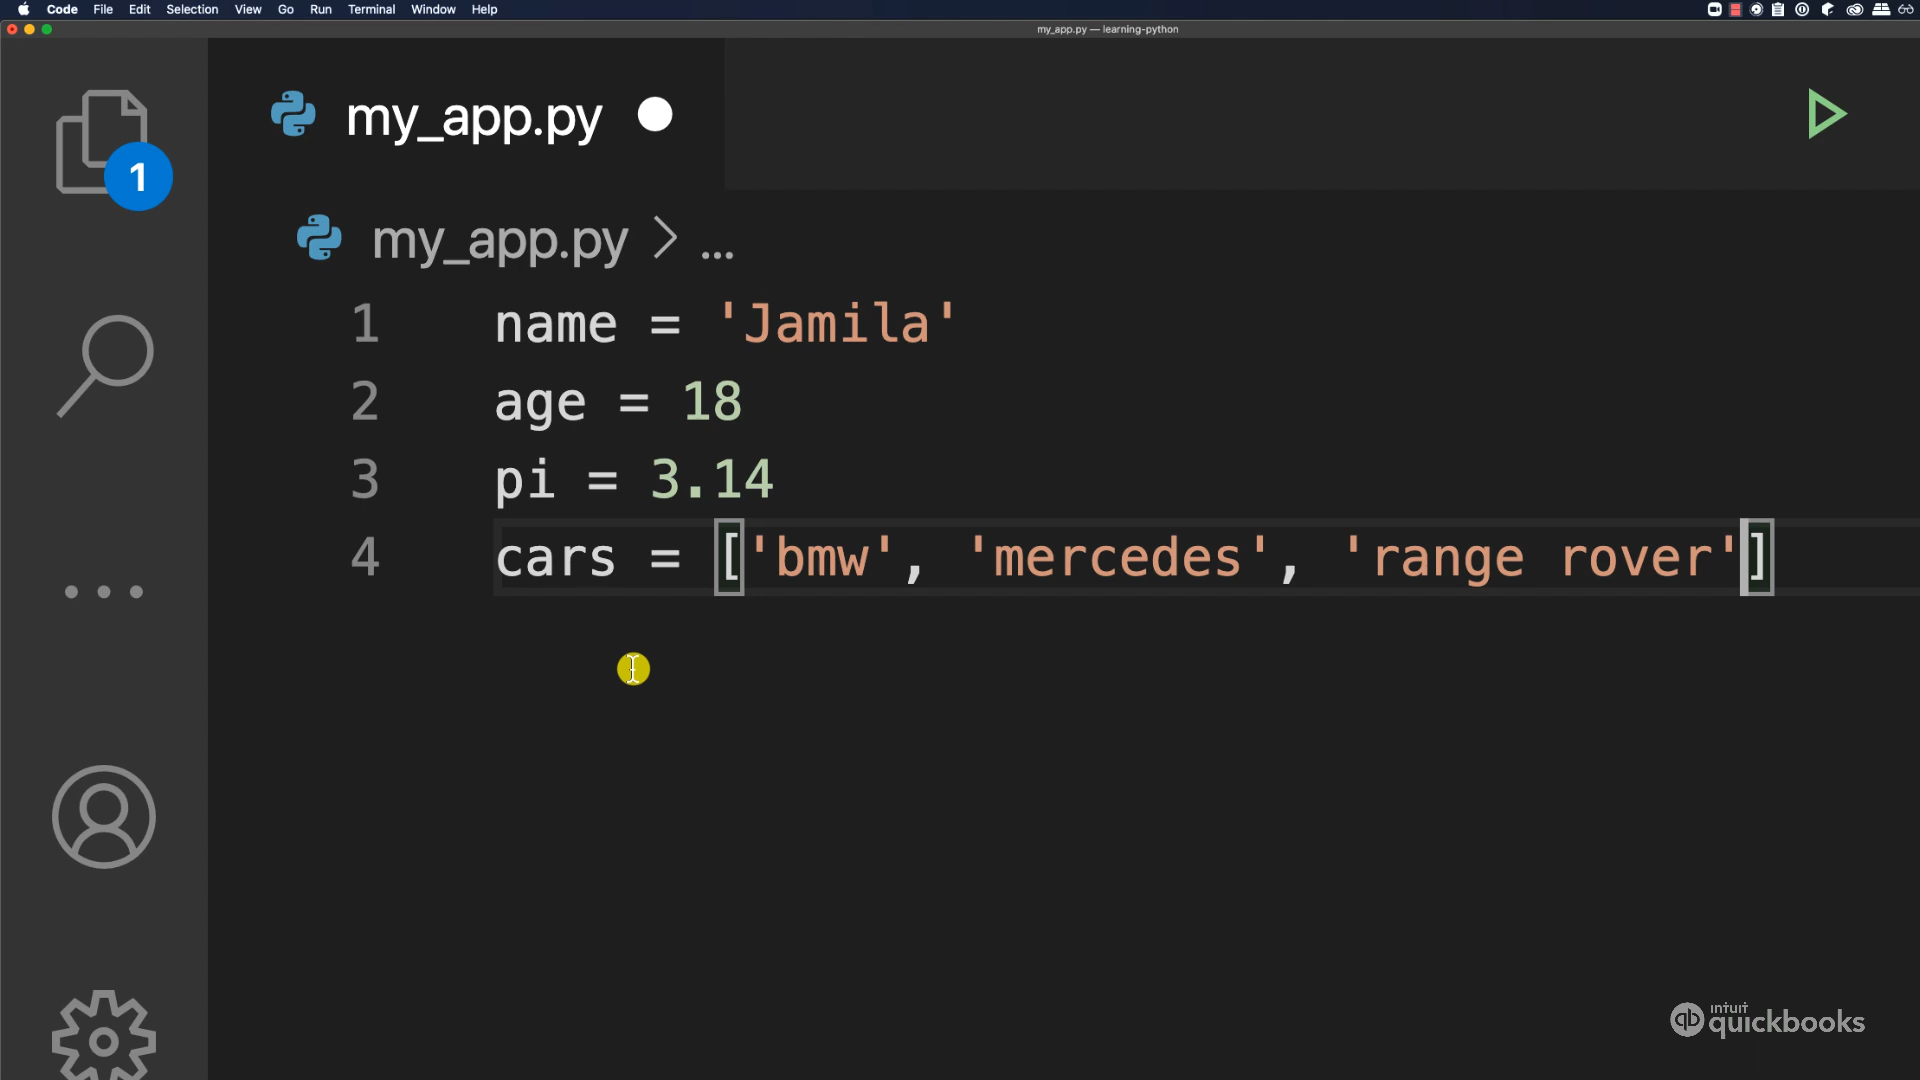 Code File Edit Selection View Go Run Terminal Window Help
my_app.py — learning-python
my_app.py
1
my_app.py > ...
1 name = 'Jamila'
2 age = 18
3 pi = 3.14
4 cars = ['bmw', 'mercedes', 'range rover']
intuit
qb quickbooks